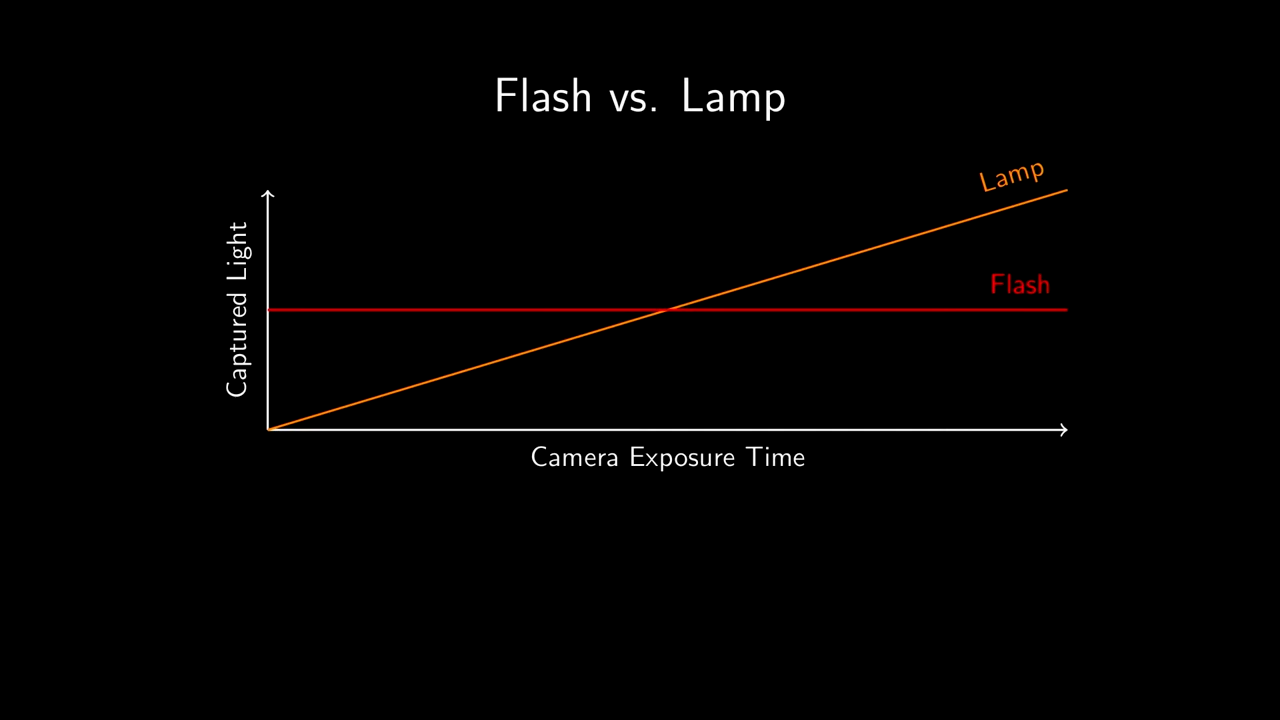 Flash vs. Lamp
Lamp
Flash
Captured Light
Camera Exposure Time